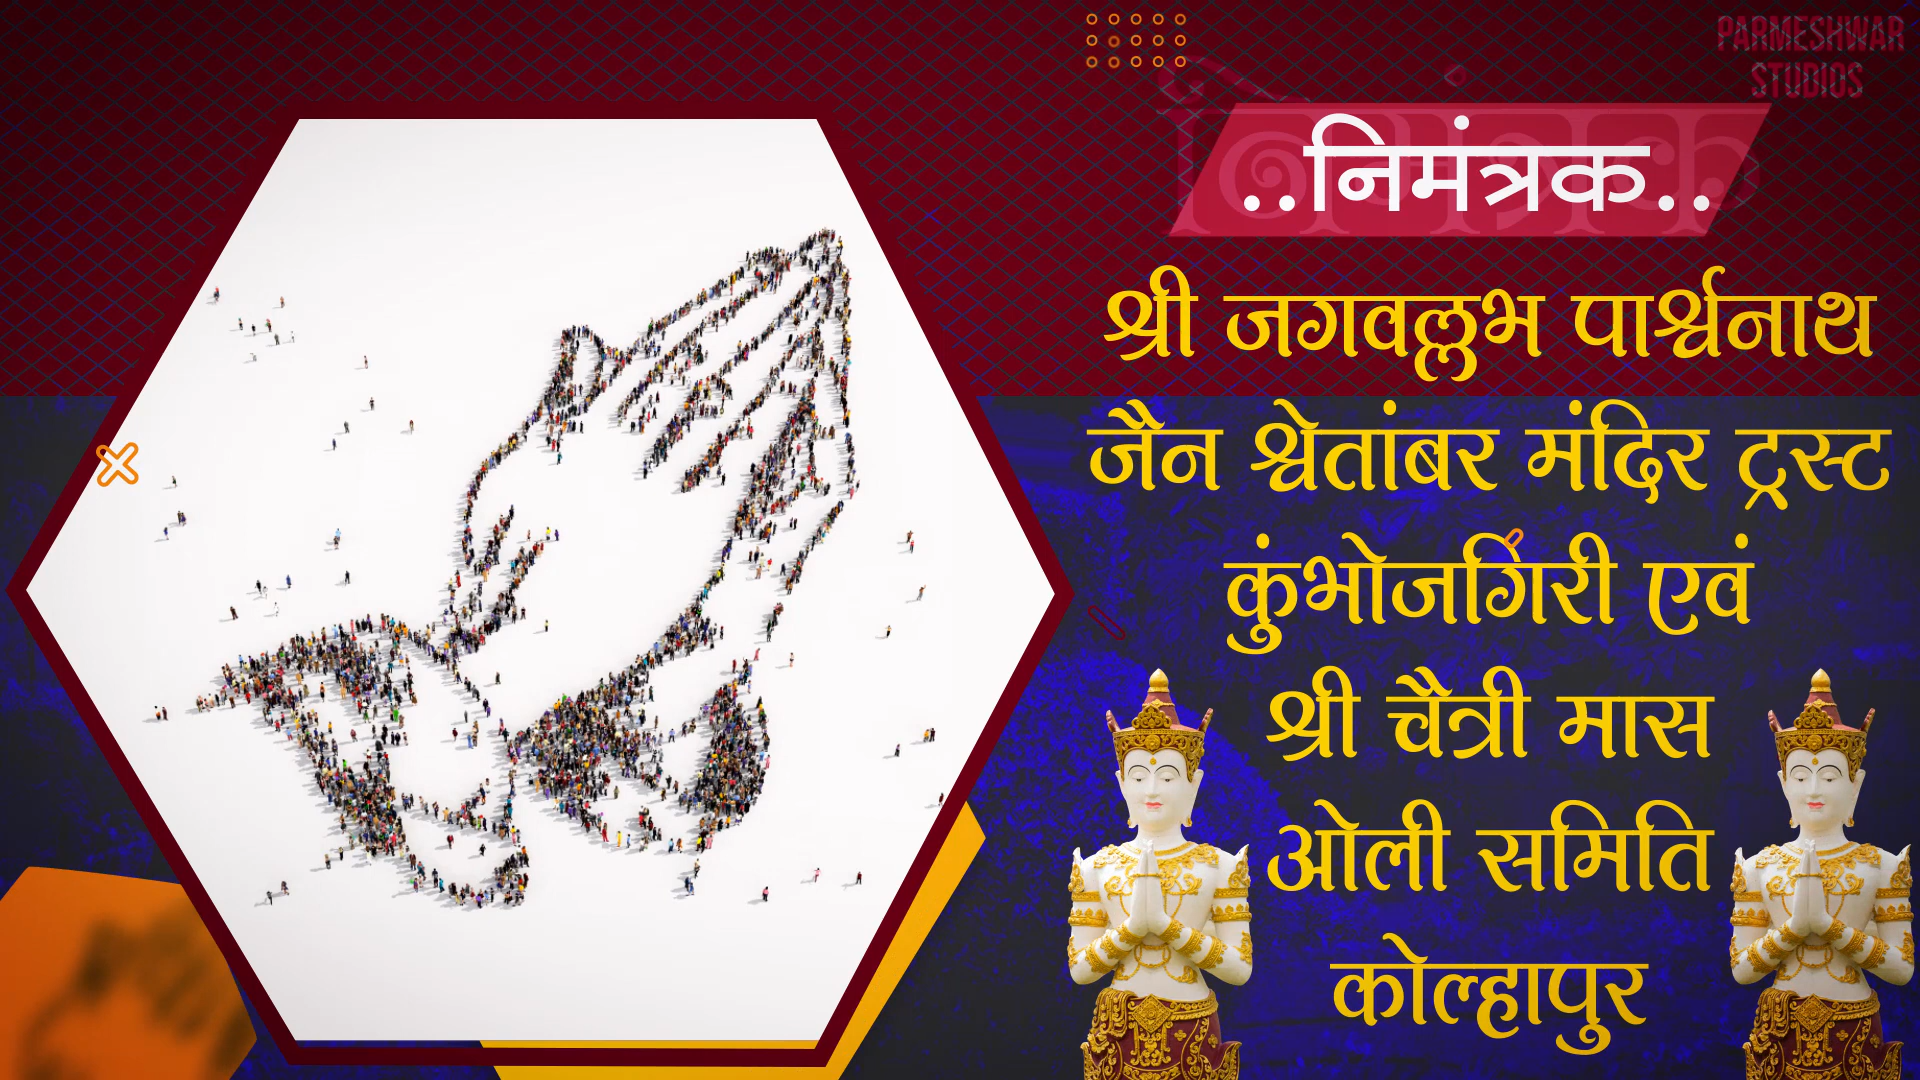 PARMESHWAR
STUDIOS
..निमंत्रक..
श्री जगवल्लभ पार्श्वनाथ
जैन श्वेतांबर मंदिर ट्रस्ट
कुंभोजगिरी एवं
श्री चैत्री मास
ओली समिति
कोल्हापुर